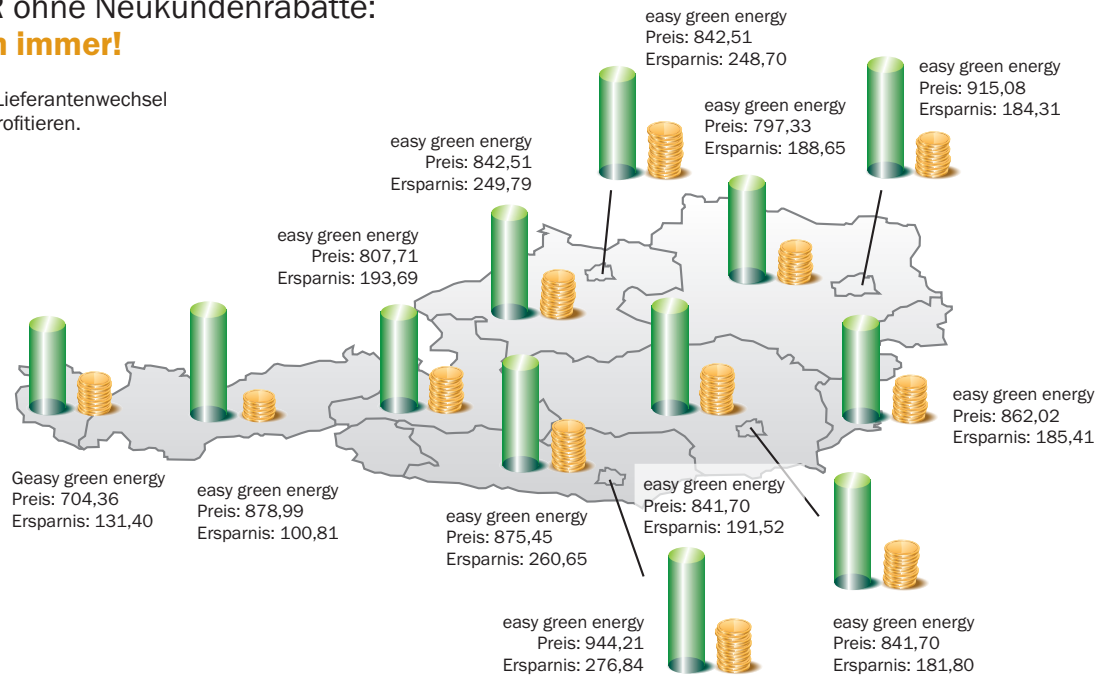 R ohne Neukundenrabatte:
n immer!
Lieferantenwechsel
rofitieren.
easy green energy
Preis: 842,51
Ersparnis: 248,70
easy green energy
Preis: 915,08
Ersparnis: 184,31
easy green energy
Preis: 797,33
Ersparnis: 188,65
easy green energy
Preis: 842,51
Ersparnis: 249,79
easy green energy
Preis: 807,71
Ersparnis: 193,69
easy green energy
Preis: 862,02
Ersparnis: 185,41
Geasy green energy
Preis: 704,36
Ersparnis: 131,40
easy green energy
Preis: 878,99
Ersparnis: 100,81
easy green energy
Preis: 875,45
Ersparnis: 260,65
easy green energy
Preis: 841,70
Ersparnis: 191,52
easy green energy
Preis: 944,21
Ersparnis: 276,84
easy green energy
Preis: 841,70
Ersparnis: 181,80